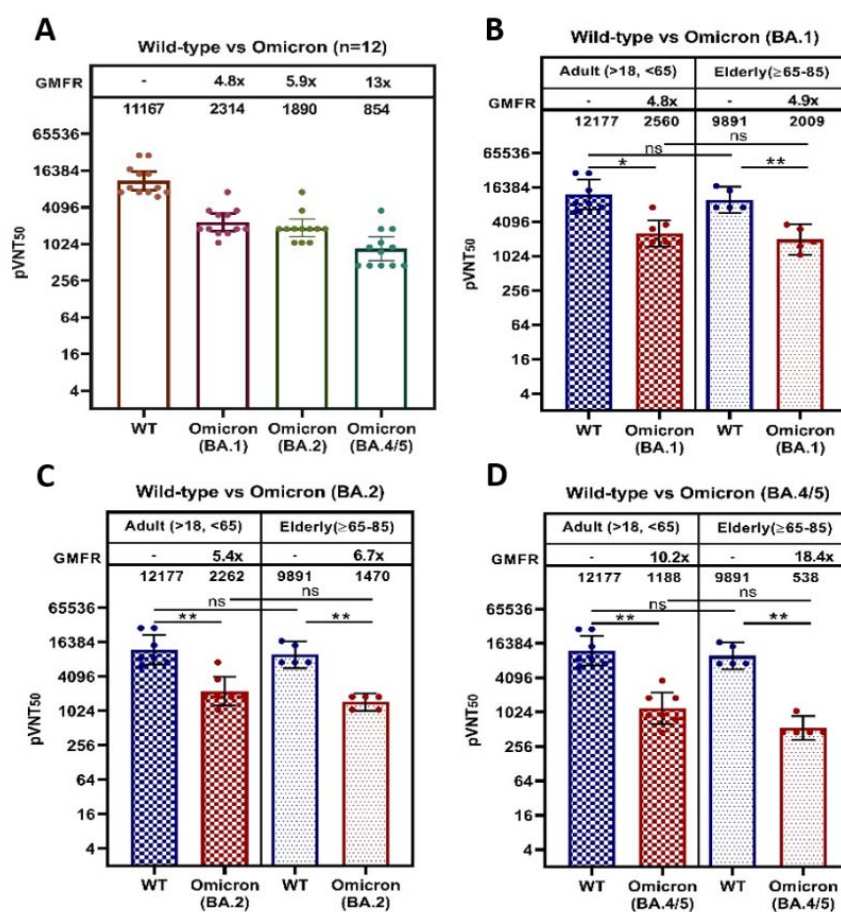 A
Wild-type vs Omicron (n=12)
GMFR - 4.8x 5.9x 13x
11167 2314 1890 854
65536
16384
4096
1024
256
64
16
4
pVNT50
WT Omicron (BA.1) Omicron (BA.2) Omicron (BA.4/5)
B
Wild-type vs Omicron (BA.1)
Adult (>18, <65) Elderly(≥65-85)
GMFR - 4.8x - 4.9x
12177 2560 9891 2009
ns
ns
* **
65536
16384
4096
1024
256
64
16
4
pVNT50
WT Omicron (BA.1) WT Omicron (BA.1)
C
Wild-type vs Omicron (BA.2)
Adult (>18, <65) Elderly(≥65-85)
GMFR - 5.4x - 6.7x
12177 2262 9891 1470
ns
ns
** **
65536
16384
4096
1024
256
64
16
4
pVNT50
WT Omicron (BA.2) WT Omicron (BA.2)
D
Wild-type vs Omicron (BA.4/5)
Adult (>18, <65) Elderly(≥65-85)
GMFR - 10.2x - 18.4x
12177 1188 9891 538
ns
ns
** **
65536
16384
4096
1024
256
64
16
4
pVNT50
WT Omicron (BA.4/5) WT Omicron (BA.4/5)